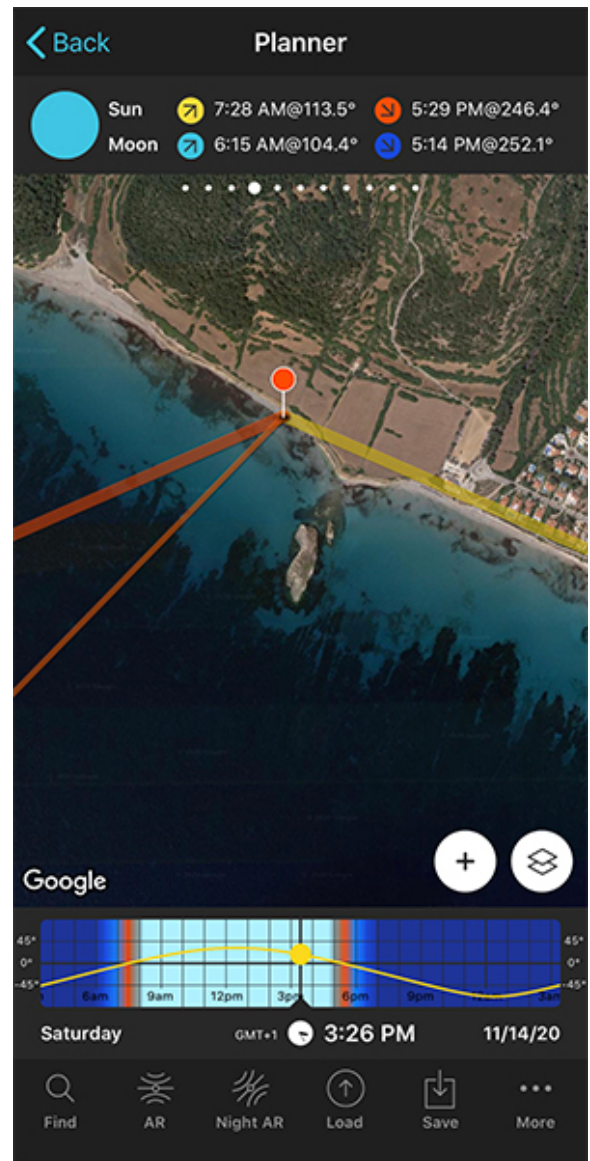 Back Planner
Sun 7:28 AM@113.5° 5:29 PM@246.4°
Moon 6:15 AM@104.4° 5:14 PM@252.1°
Google
45° 45°
0° 0°
-45° -45°
6am 9am 12pm 3pm 6pm 9pm 3am
Saturday GMT+1 3:26 PM 11/14/20
Find AR Night AR Load Save More